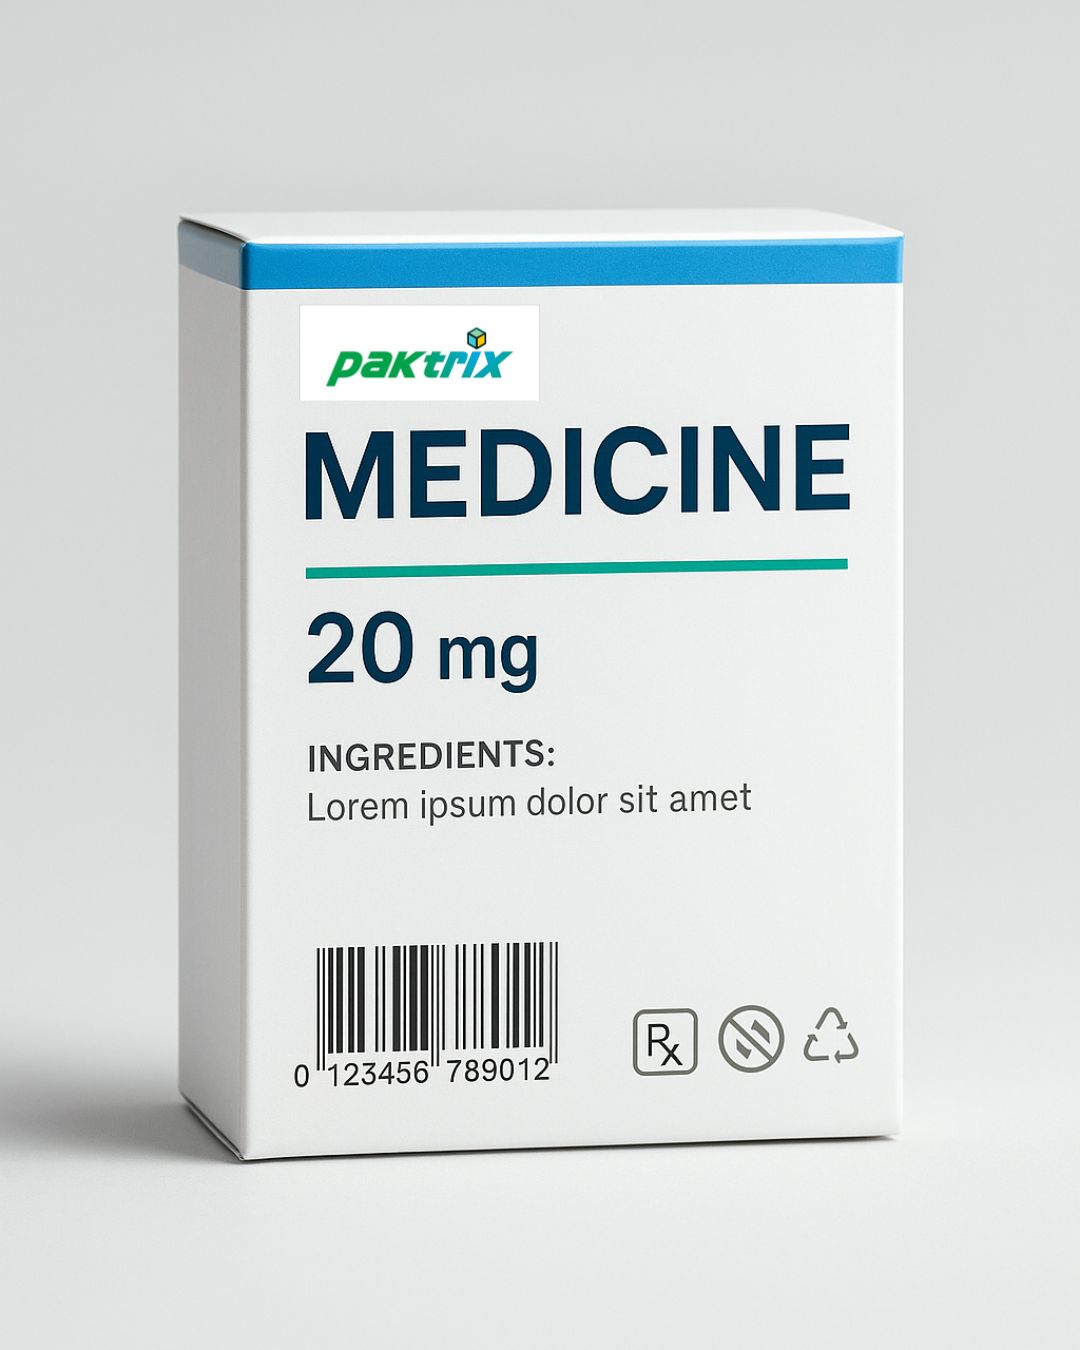 paktrix
MEDICINE
20 mg
INGREDIENTS:
Lorem ipsum dolor sit amet
Rx
0 123456 789012